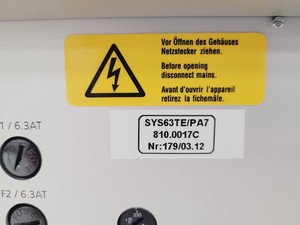 Vor Öffnen des Gehäuses
Netzstecker ziehen.
Before opening
disconnect mains.
Avant d'ouvrir l'appareil
retirez la fichemâle.
SYS63TE/PA7
810.0017C
Nr:179/03.12
1 / 6.3AT
F2 / 6.3AT